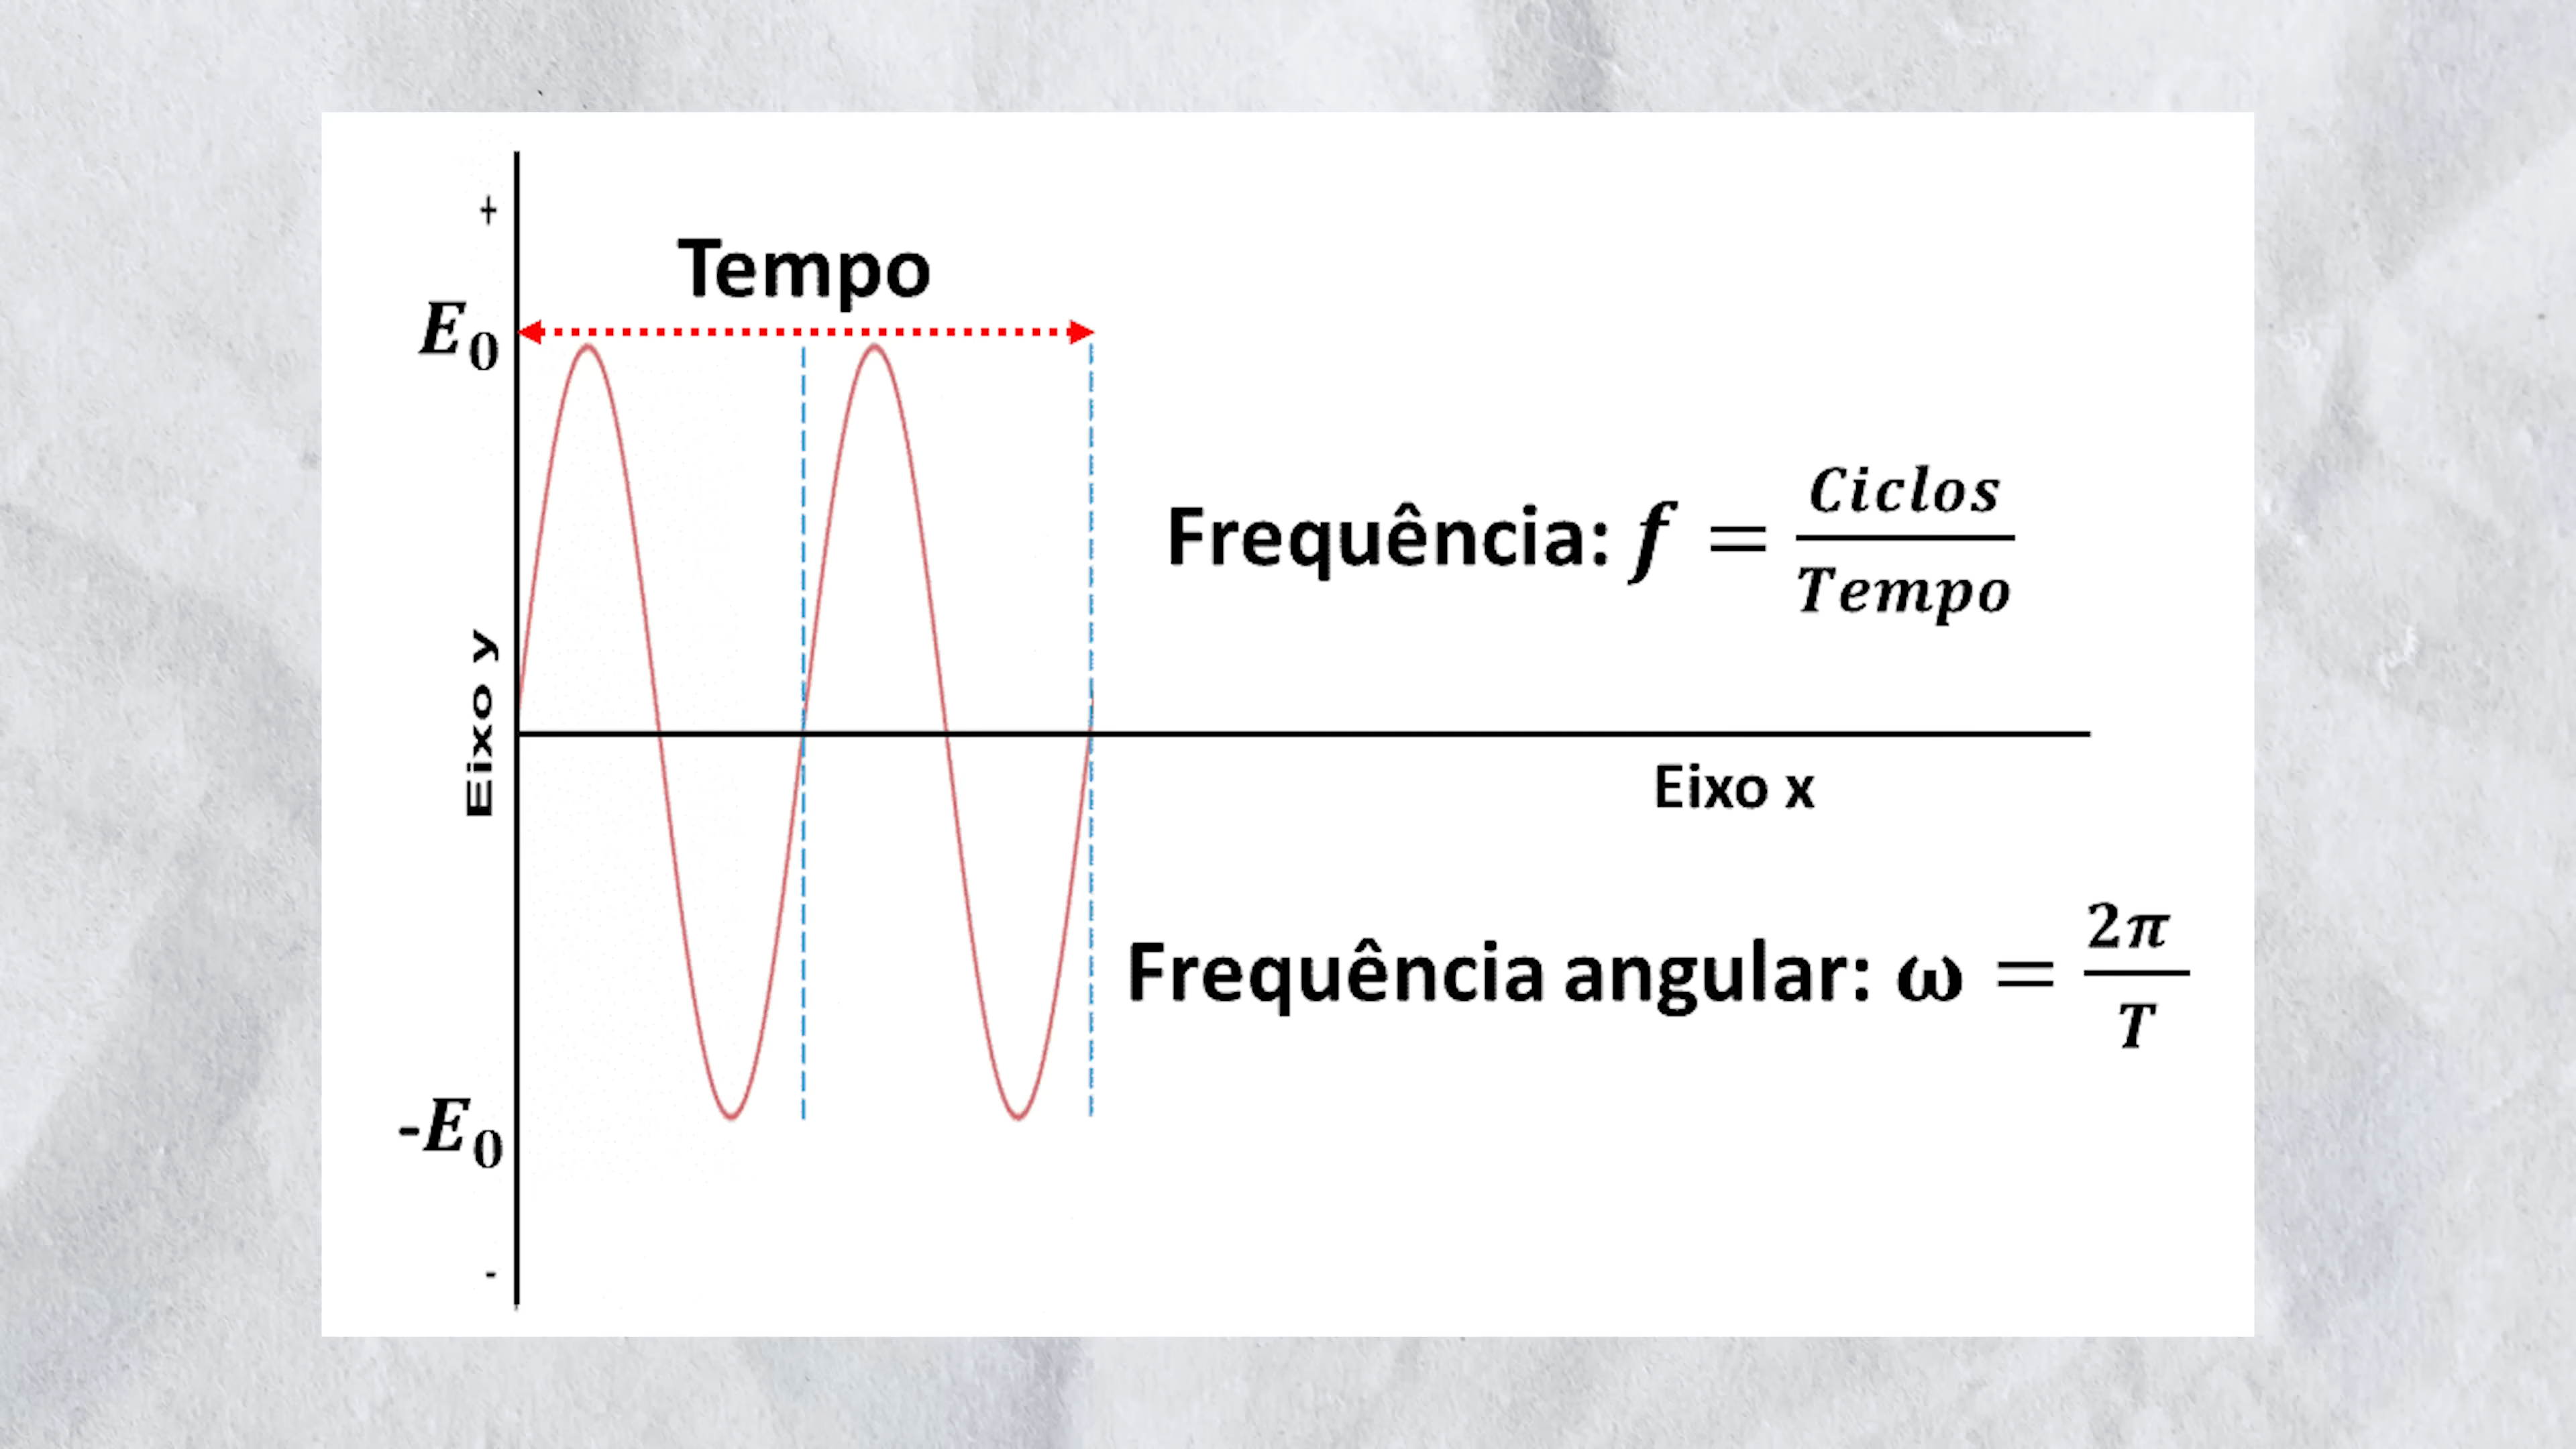 +
Tempo
E₀
Frequência: f = Ciclos / Tempo
Eixo y
Eixo x
Frequência angular: ω = 2π / T
-E₀
-